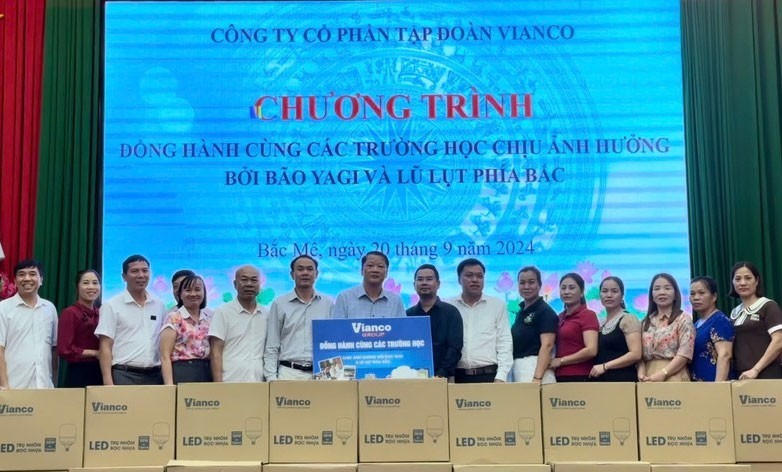 CÔNG TY CỔ PHẦN TẬP ĐOÀN VIANCO
CHƯƠNG TRÌNH
ĐỒNG HÀNH CÙNG CÁC TRƯỜNG HỌC CHỊU ẢNH HƯỞNG
BỞI BÃO YAGI VÀ LŨ LỤT PHÍA BẮC
Bắc Mê, ngày 20 tháng 9 năm 2024
Vianco
GROUP
ĐỒNG HÀNH CÙNG CÁC TRƯỜNG HỌC
Vianco
LED TRỤ NHÔM
BỌC NHỰA
Vianco
LED TRỤ NHÔM
BỌC NHỰA
Vianco
LED TRỤ NHÔM
BỌC NHỰA
Vianco
LED TRỤ NHÔM
BỌC NHỰA
Vianco
LED TRỤ NHÔM
BỌC NHỰA
Vianco
LED TRỤ NHÔM
BỌC NHỰA
Vianco
LED TRỤ NHÔM
BỌC NHỰA
Vianco
LED TRỤ NHÔM
BỌC NHỰA
Vianco
LED TRỤ NHÔM
BỌC NHỰA